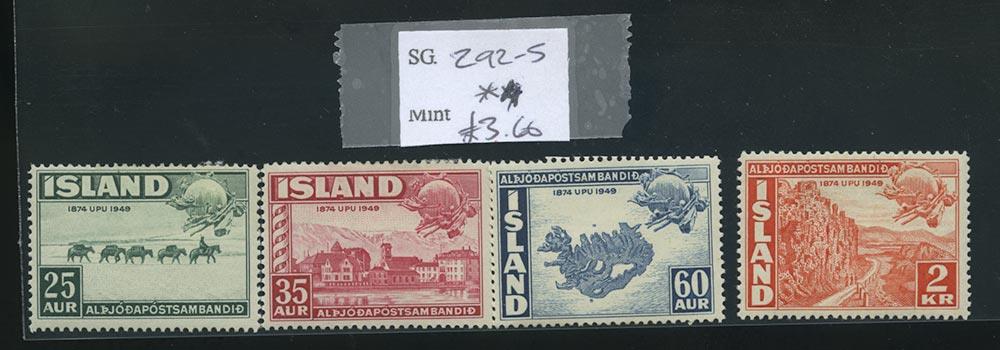 SG. 292-5
**
Mint £3.60
ISLAND
1874 UPU 1949
25
AUR
ALÞJÓÐAPÓSTSAMBANDIÐ
ISLAND
1874 UPU 1949
35
AUR
ALÞJÓÐAPÓSTSAMBANDIÐ
ALÞJÓÐAPÓSTSAMBANDIÐ
1874 UPU 1949
ISLAND
60
AUR
ALÞJÓÐAPÓSTSAMBANDIÐ
1874 UPU 1949
ISLAND
2
KR